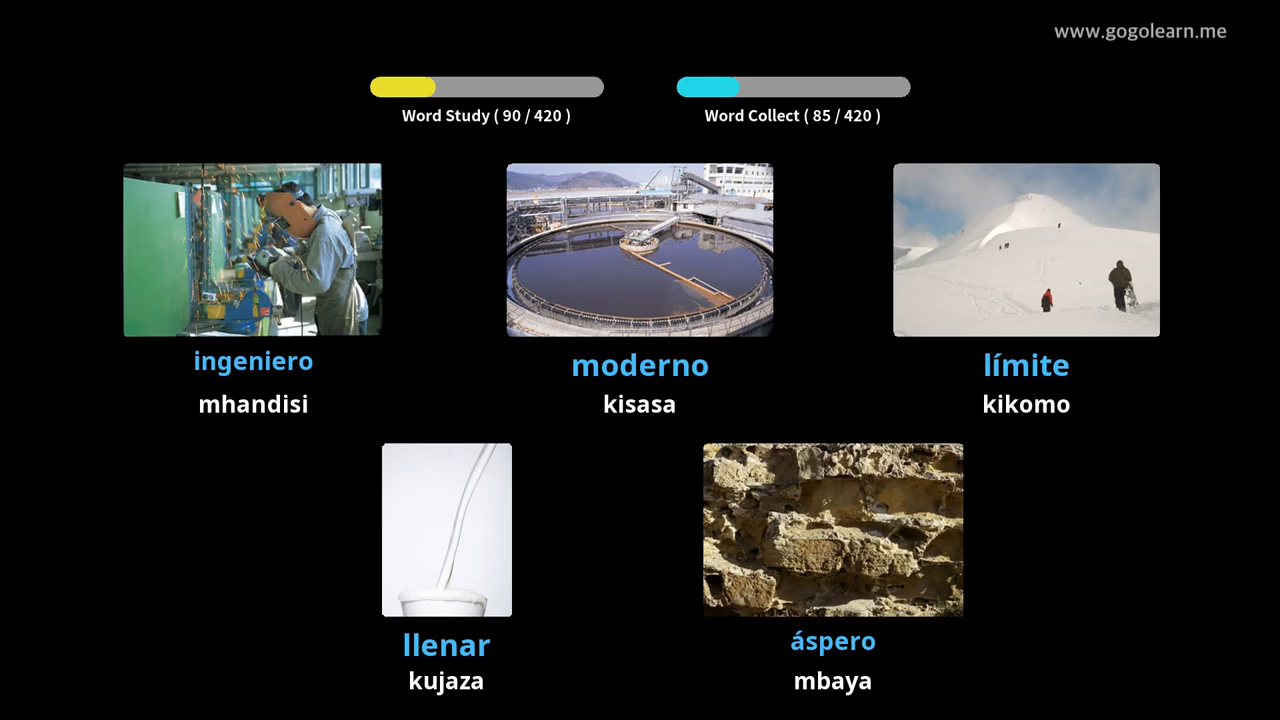 www.gogolearn.me
Word Study ( 90 / 420 )
Word Collect ( 85 / 420 )
ingeniero
mhandisi
moderno
kisasa
límite
kikomo
llenar
kujaza
áspero
mbaya